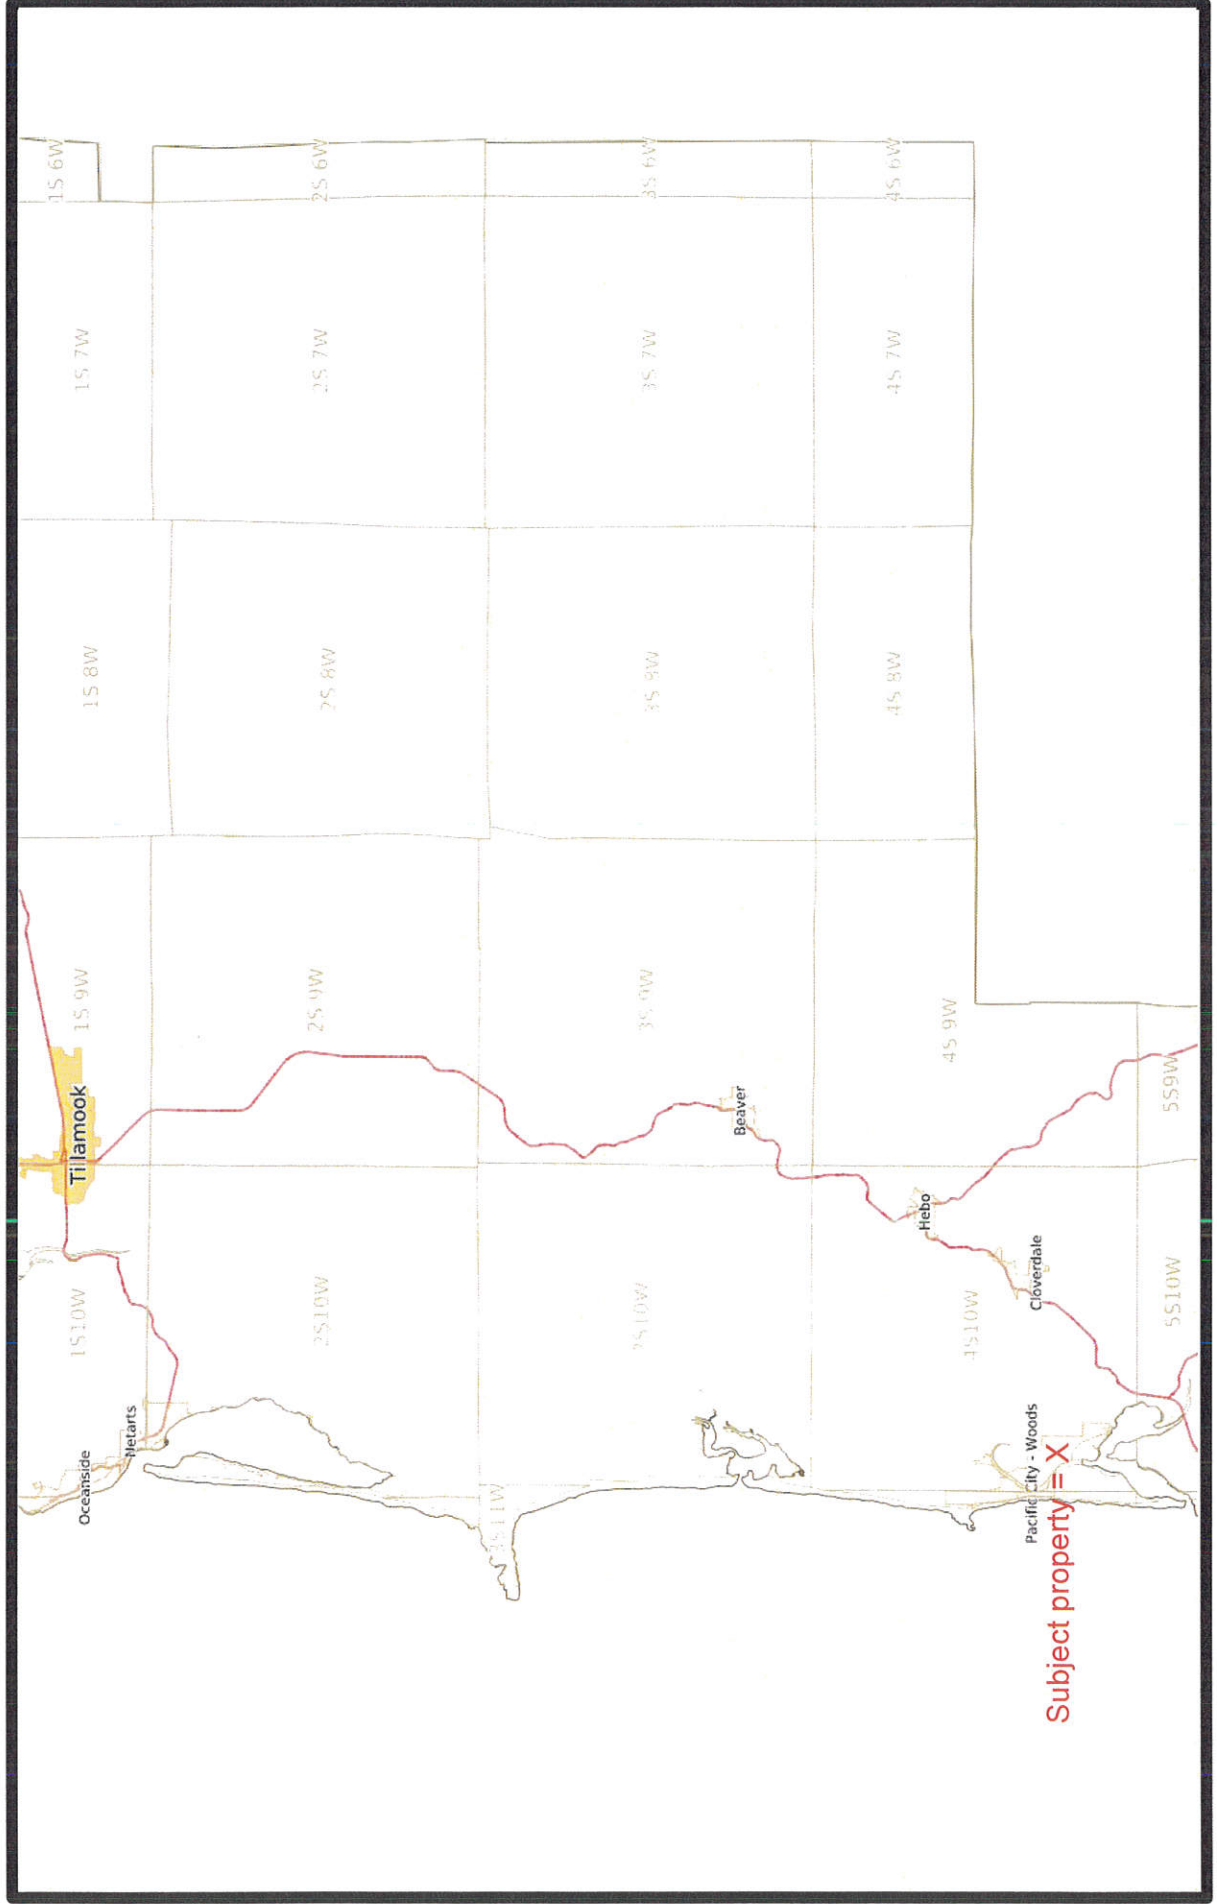 1S 6W
2S 6W
3S 6W
4S 6W
1S 7W
2S 7W
3S 7W
4S 7W
1S 8W
2S 8W
3S 8W
4S 8W
1S 9W
2S 9W
3S 9W
4S 9W
5S9W
Tillamook
Beaver
Hebo
Cloverdale
1S10W
2S10W
3S10W
4S10W
5S10W
Oceanside
Netarts
3S11W
Pacific City - Woods
Subject property = X